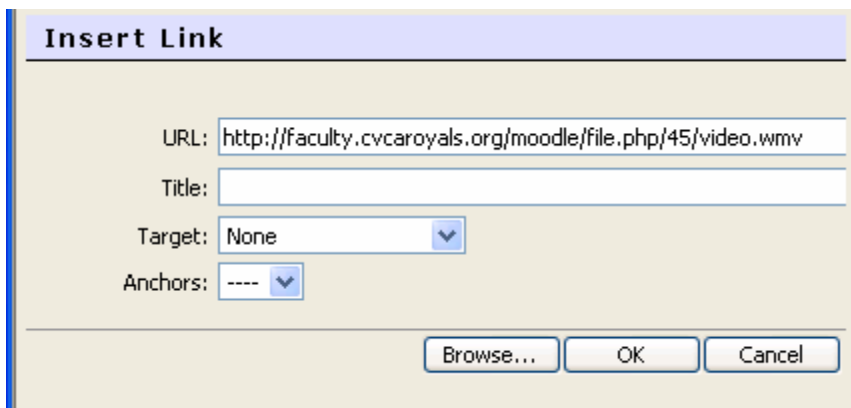 Insert Link
URL: http://faculty.cvcaroyals.org/moodle/file.php/45/video.wmv
Title:
Target: None
Anchors: ----
Browse... OK Cancel